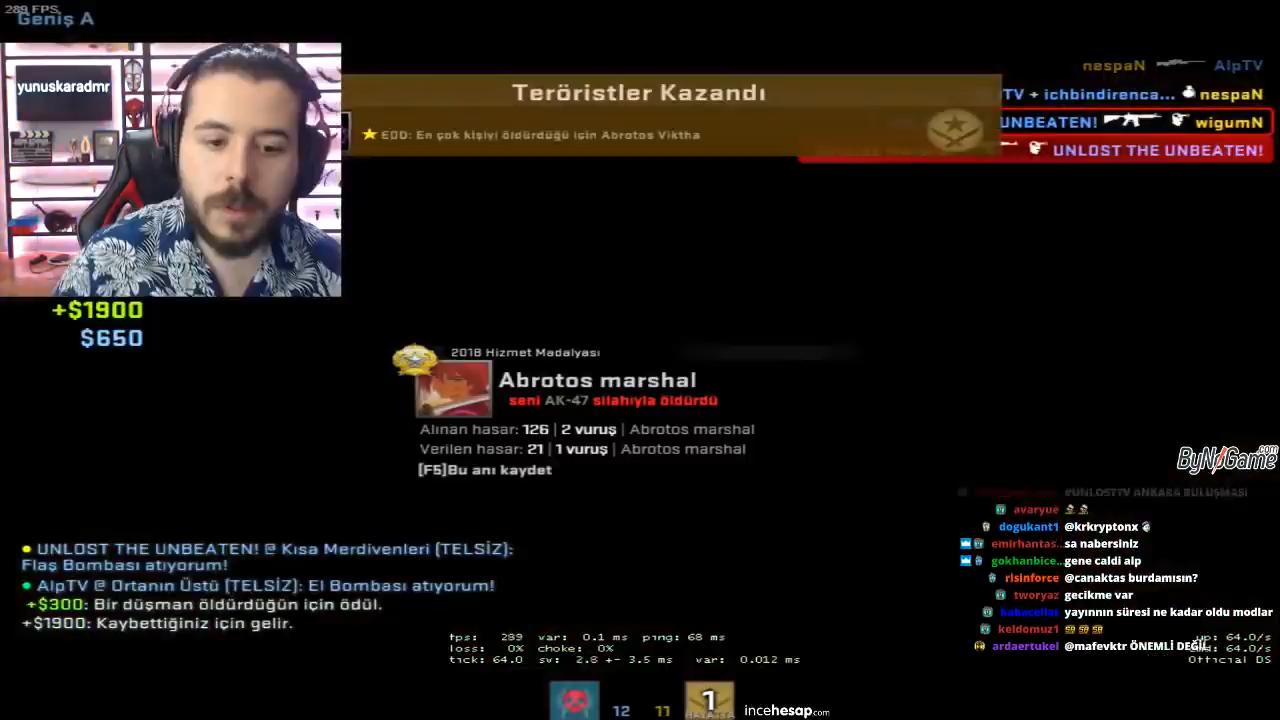 289 FPS
Geniş A
yunuskaradmr
Teröristler Kazandı
EDD: En çok kişiyi öldürdüğü için Abrotos Viktha
nespaN AlpTV
TV + ichbindirenca... nespaN
UNBEATEN! wigumN
UNLOST THE UNBEATEN!
+$1900
$650
2018 Hizmet Madalyası
Abrotos marshal
seni AK-47 silahıyla öldürdü
Alınan hasar: 126 | 2 vuruş | Abrotos marshal
Verilen hasar: 21 | 1 vuruş | Abrotos marshal
[F5]Bu anı kaydet
ByNoGame.com
#UNLOSTTV ANKARA BULUŞMASI
avaryue
dogukant1 @krkryptonx
emirhantas... sa nabersiniz
gokhanbice... gene caldi alp
risinforce @canaktas burdamısın?
tworyaz gecikme var
babacellat yayınnın süresi ne kadar oldu modlar
keldomuz1
ardaertukel @mafevktr ÖNEMLİ DEĞİL
UNLOST THE UNBEATEN! @ Kısa Merdivenleri (TELSİZ):
Flaş Bombası atıyorum!
AlpTV @ Ortanın Üstü (TELSİZ): El Bombası atıyorum!
+$300: Bir düşman öldürdüğün için ödül.
+$1900: Kaybettiğiniz için gelir.
fps: 289 var: 0.1 ms ping: 68 ms
loss: 0% choke: 0%
tick: 64.0 sv: 2.8 +- 3.5 ms var: 0.012 ms
up: 64.0/s
64.0/s
Official DS
12 11 1
HAYATTA
incehesap.com